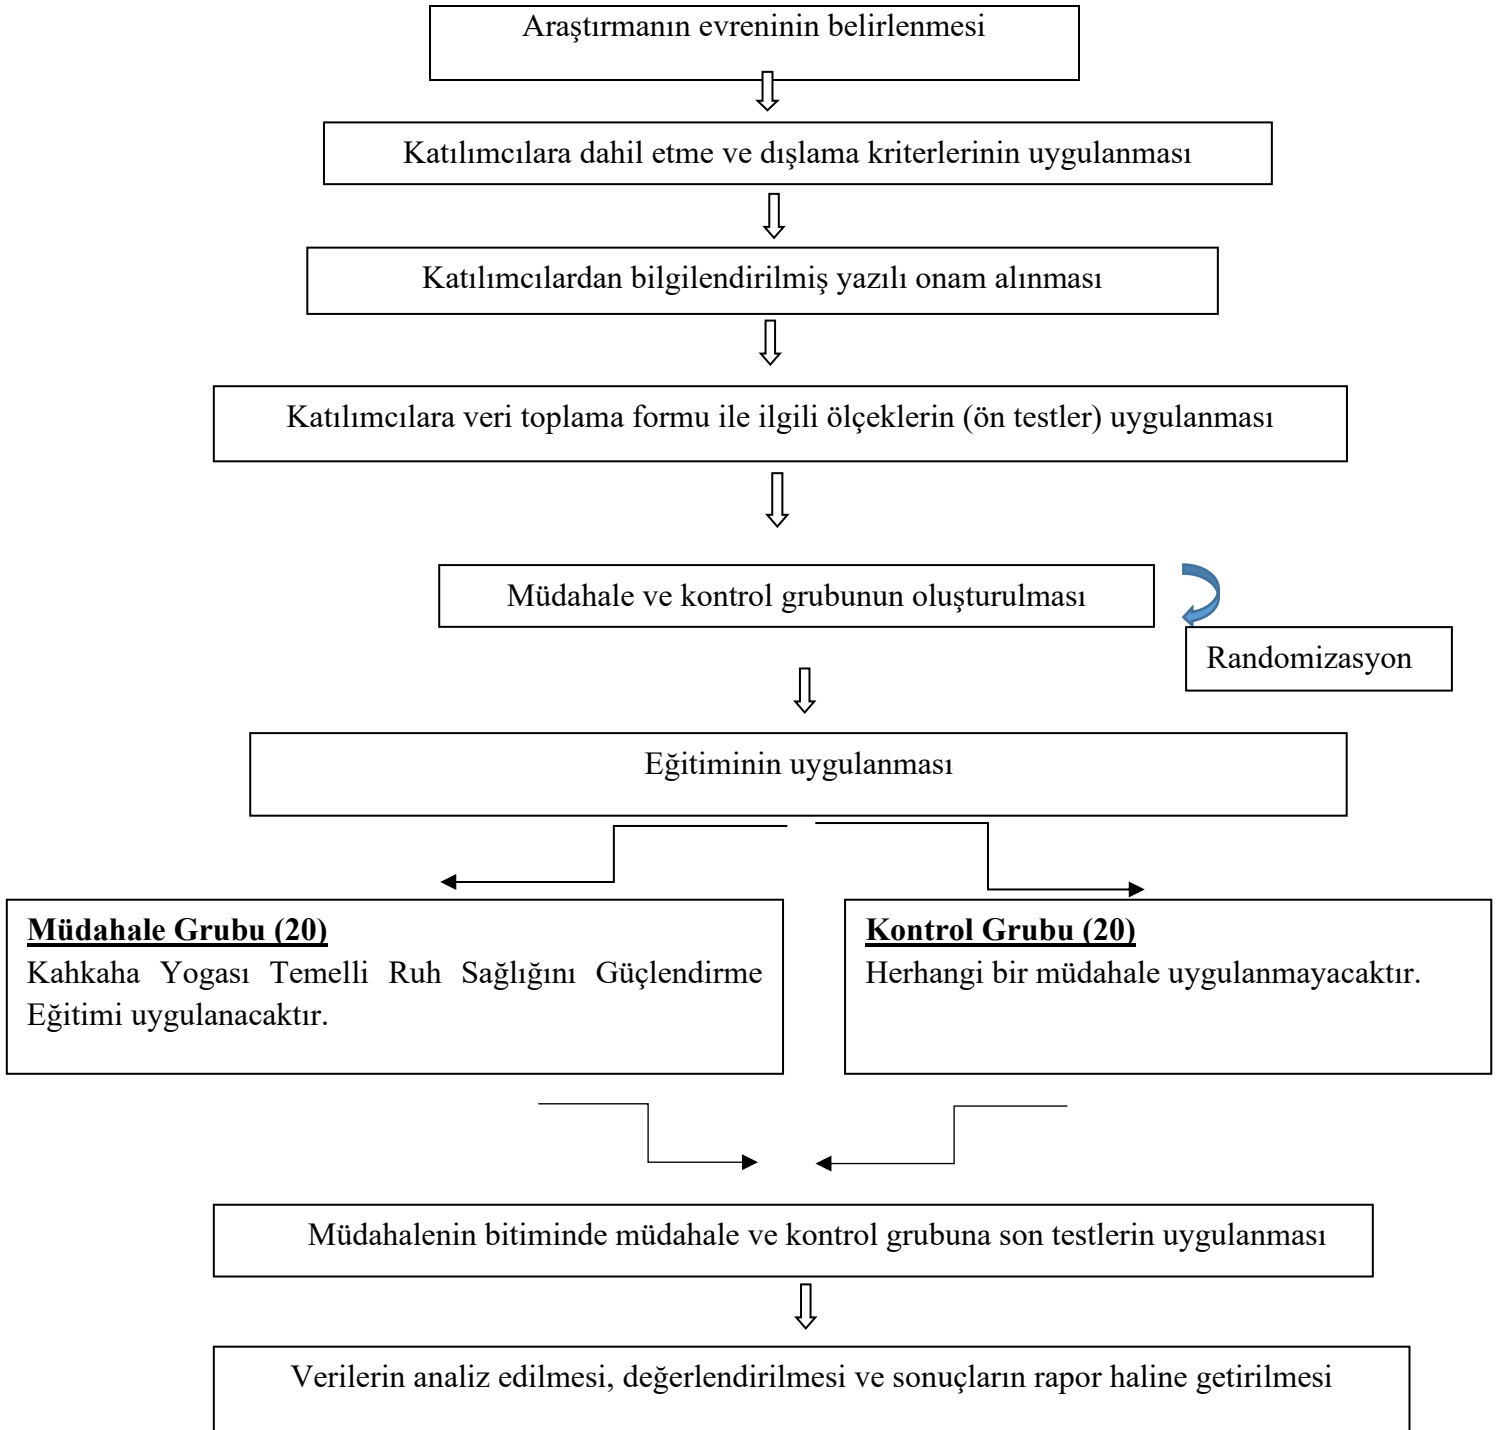 Araştırmanın evreninin belirlenmesi
Katılımcılara dahil etme ve dışlama kriterlerinin uygulanması
Katılımcılardan bilgilendirilmiş yazılı onam alınması
Katılımcılara veri toplama formu ile ilgili ölçeklerin (ön testler) uygulanması
Müdahale ve kontrol grubunun oluşturulması
Randomizasyon
Eğitiminin uygulanması
Müdahale Grubu (20)
Kahkaha Yogası Temelli Ruh Sağlığını Güçlendirme
Eğitimi uygulanacaktır.
Kontrol Grubu (20)
Herhangi bir müdahale uygulanmayacaktır.
Müdahalenin bitiminde müdahale ve kontrol grubuna son testlerin uygulanması
Verilerin analiz edilmesi, değerlendirilmesi ve sonuçların rapor haline getirilmesi